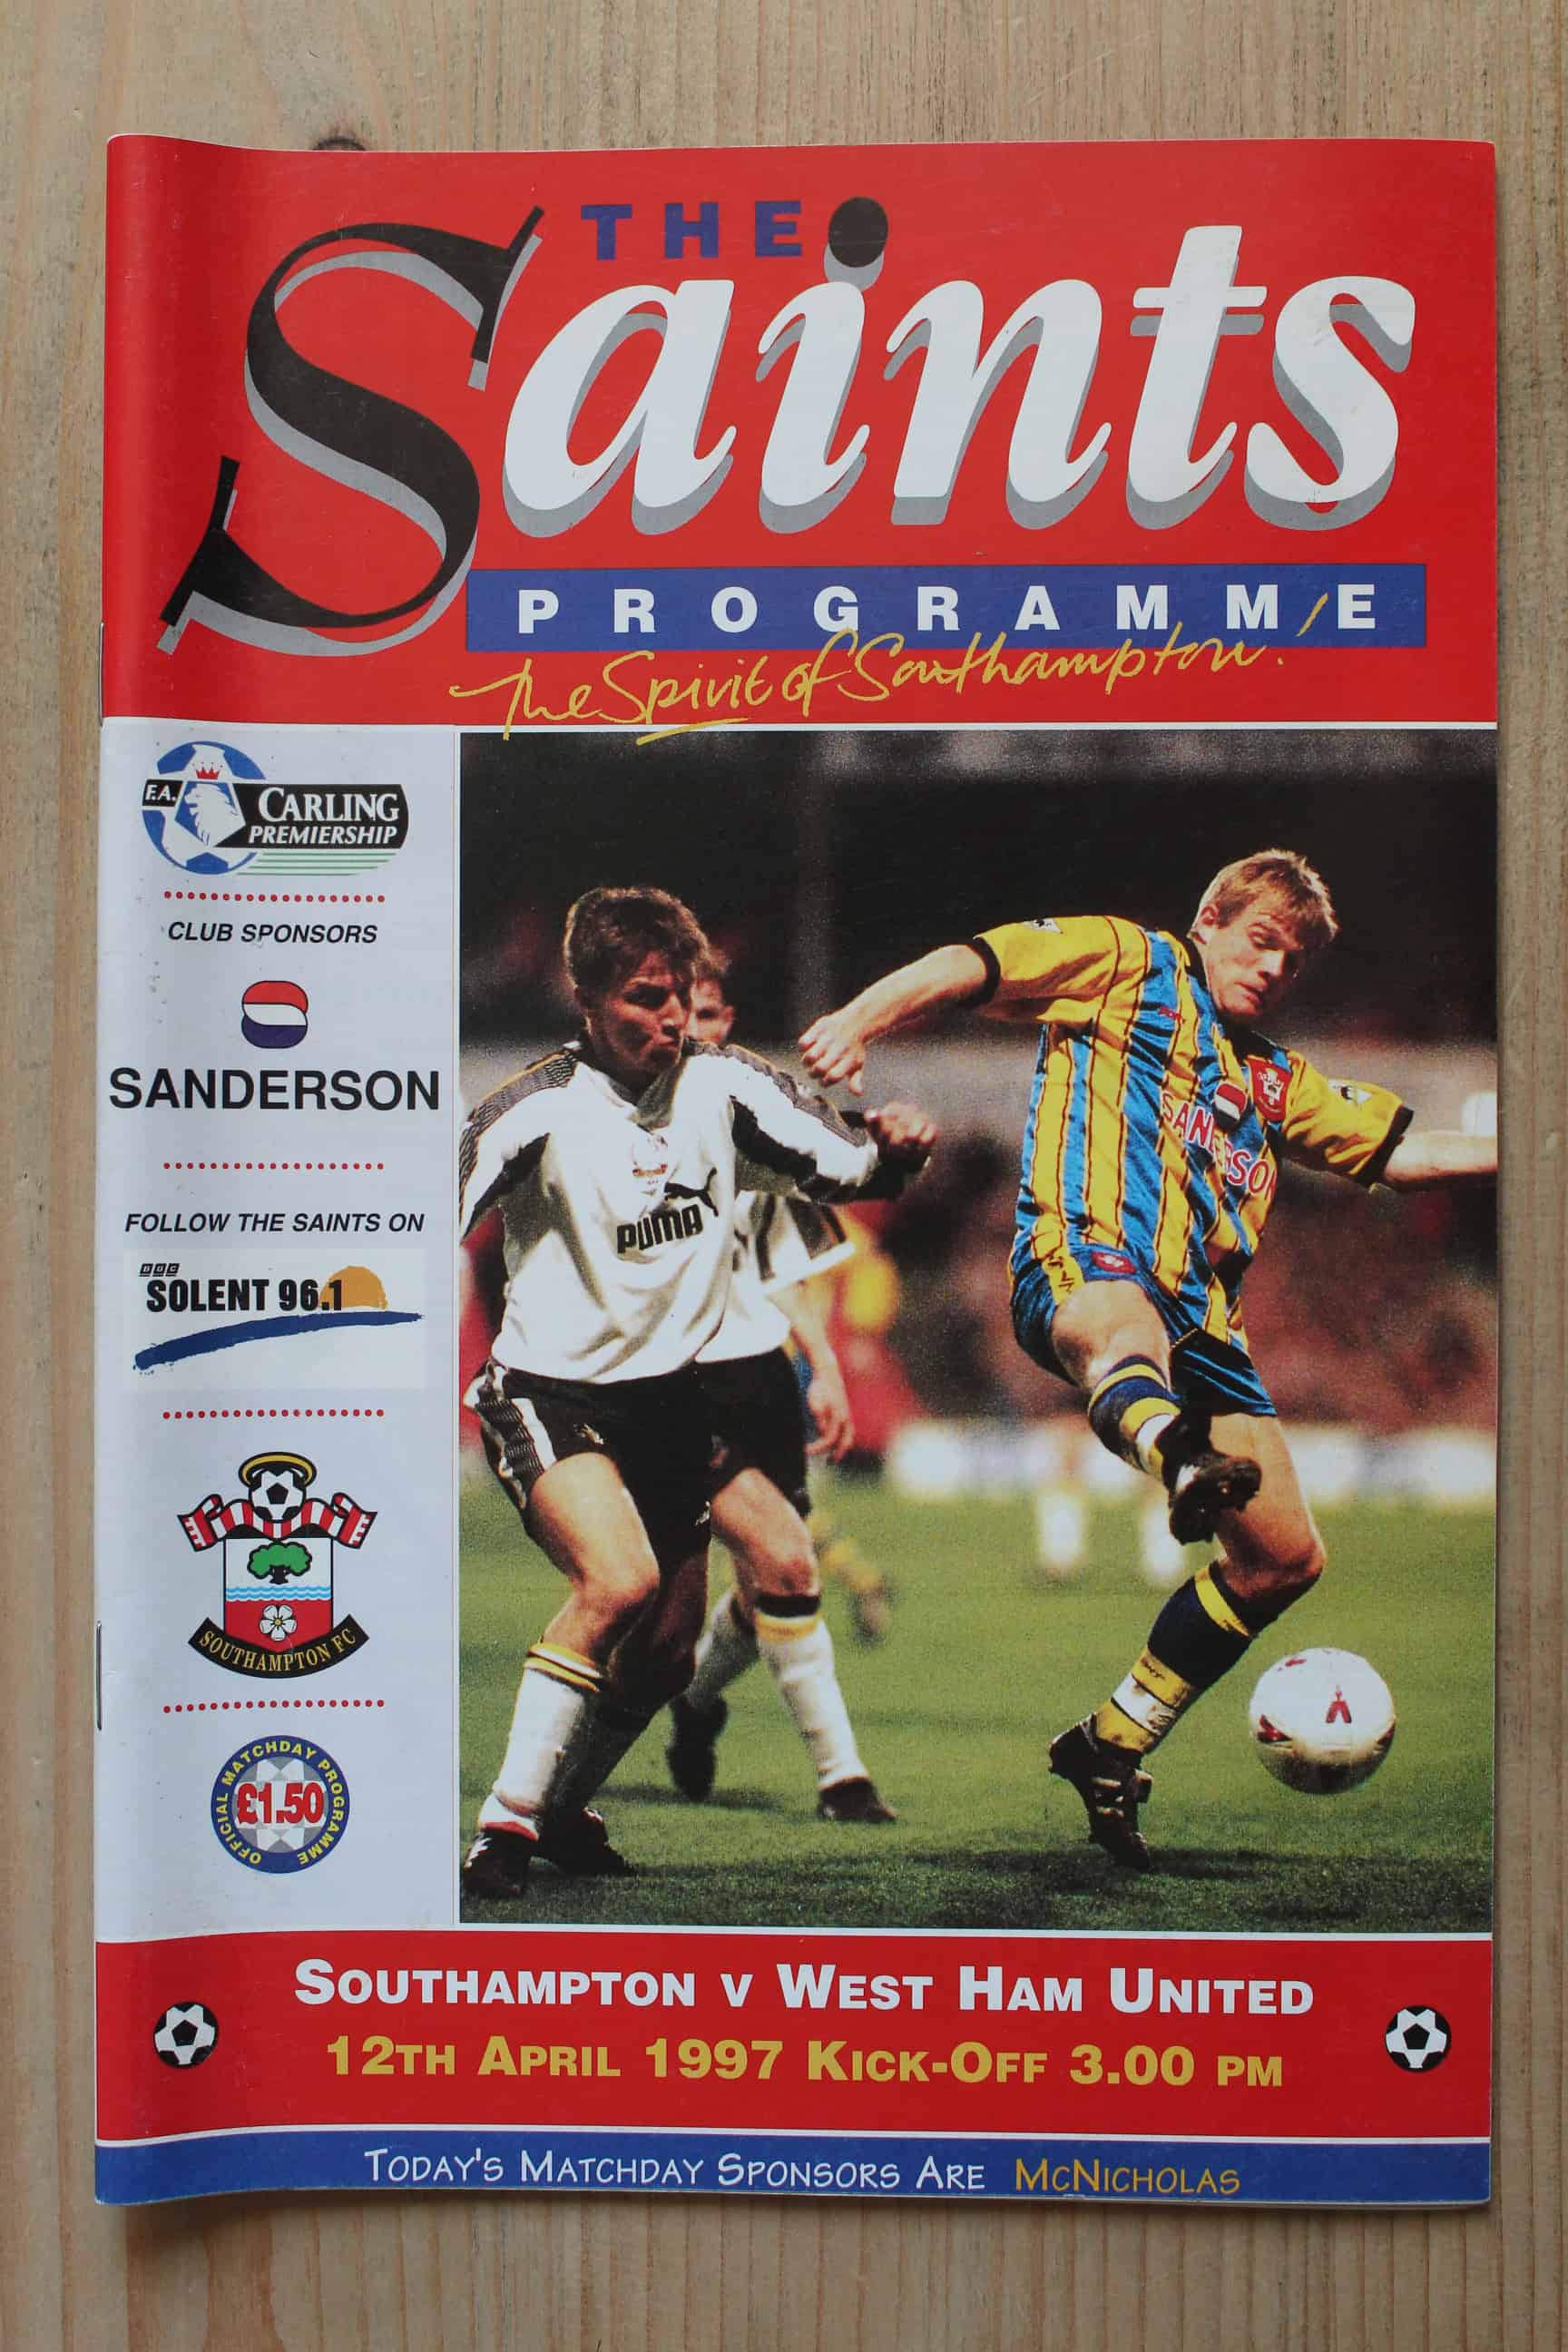 THE
Saints
PROGRAMME
The Spirit of Southampton.
F.A.
CARLING
PREMIERSHIP
CLUB SPONSORS
SANDERSON
FOLLOW THE SAINTS ON
BBC
SOLENT 96.1
SOUTHAMPTON FC
OFFICIAL MATCHDAY PROGRAMME
£1.50
PUMA
SANDERSON
SOUTHAMPTON V WEST HAM UNITED
12TH APRIL 1997 KICK-OFF 3.00 PM
TODAY'S MATCHDAY SPONSORS ARE MCNICHOLAS